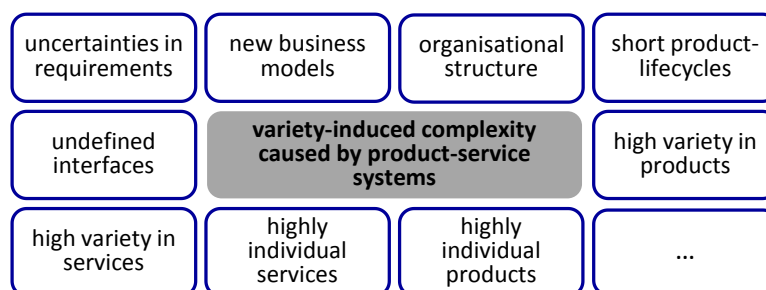 uncertainties in
requirements
new business
models
organisational
structure
short product-
lifecycles
undefined
interfaces
variety-induced complexity
caused by product-service
systems
high variety in
products
high variety in
services
highly
individual
services
highly
individual
products
...